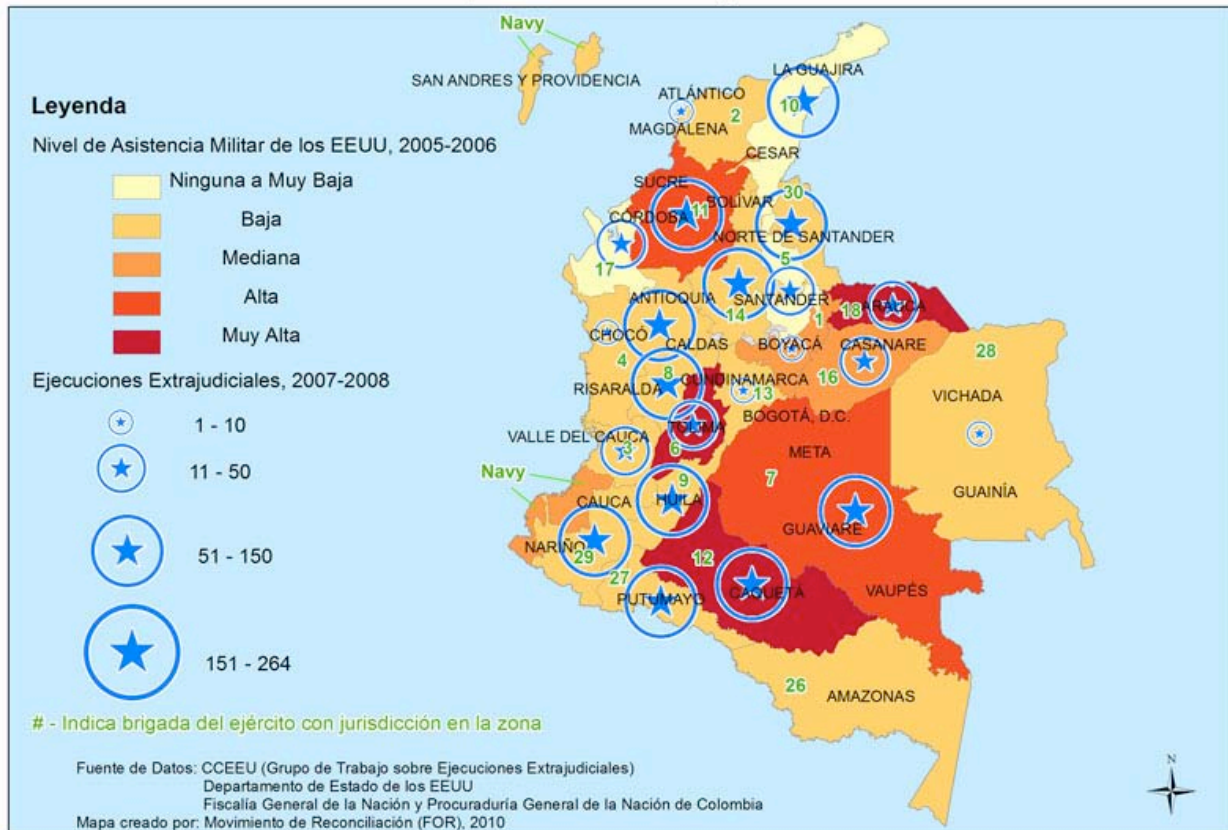 Leyenda
Nivel de Asistencia Militar de los EEUU, 2005-2006
Ninguna a Muy Baja
Baja
Mediana
Alta
Muy Alta
Ejecuciones Extrajudiciales, 2007-2008
1 - 10
11 - 50
51 - 150
151 - 264
# - Indica brigada del ejército con jurisdicción en la zona
Fuente de Datos: CCEEU (Grupo de Trabajo sobre Ejecuciones Extrajudiciales)
Departamento de Estado de los EEUU
Fiscalía General de la Nación y Procuraduría General de la Nación de Colombia
Mapa creado por: Movimiento de Reconciliación (FOR), 2010
Navy
SAN ANDRES Y PROVIDENCIA
LA GUAJIRA
10
ATLÁNTICO
2
MAGDALENA
CESAR
SUCRE
30
BOLÍVAR
11
CÓRDOBA
NORTE DE SANTANDER
17
5
ANTIOQUIA
SANTANDER
14
18
ARAUCA
1
CHOCÓ
CALDAS
BOYACÁ
CASANARE
28
4
8
CUNDINAMARCA
16
RISARALDA
13
VICHADA
BOGOTÁ, D.C.
TOLIMA
VALLE DEL CAUCA
3
6
META
Navy
9
7
CAUCA
HUILA
GUAINÍA
GUAVIARE
NARIÑO
29
12
27
PUTUMAYO
CAQUETÁ
VAUPÉS
26
AMAZONAS
N